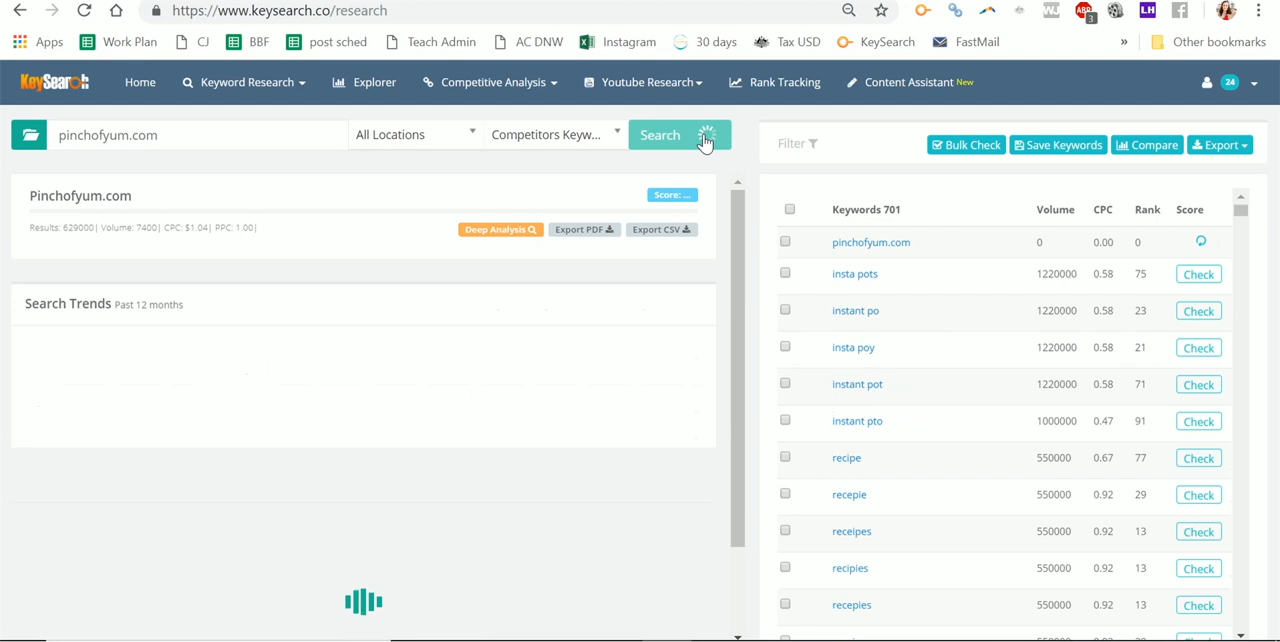 https://www.keysearch.co/research
ABP
3
WJ
LH
Apps
Work Plan
CJ
BBF
post sched
Teach Admin
AC DNW
Instagram
30 days
Tax USD
KeySearch
FastMail
»
Other bookmarks
KeySearch
Home
Keyword Research
Explorer
Competitive Analysis
Youtube Research
Rank Tracking
Content Assistant New
24
pinchofyum.com
All Locations
Competitors Keyw...
Search
Filter
Bulk Check
Save Keywords
Compare
Export
Pinchofyum.com
Score: ...
Results: 629000| Volume: 7400| CPC: $1.04| PPC: 1.00|
Deep Analysis
Export PDF
Export CSV
Search Trends Past 12 months
Keywords 701 Volume CPC Rank Score
pinchofyum.com 0 0.00 0
insta pots 1220000 0.58 75 Check
instant po 1220000 0.58 23 Check
insta poy 1220000 0.58 21 Check
instant pot 1220000 0.58 71 Check
instant pto 1000000 0.47 91 Check
recipe 550000 0.67 77 Check
recepie 550000 0.92 29 Check
receipes 550000 0.92 13 Check
recipies 550000 0.92 13 Check
recepies 550000 0.92 13 Check